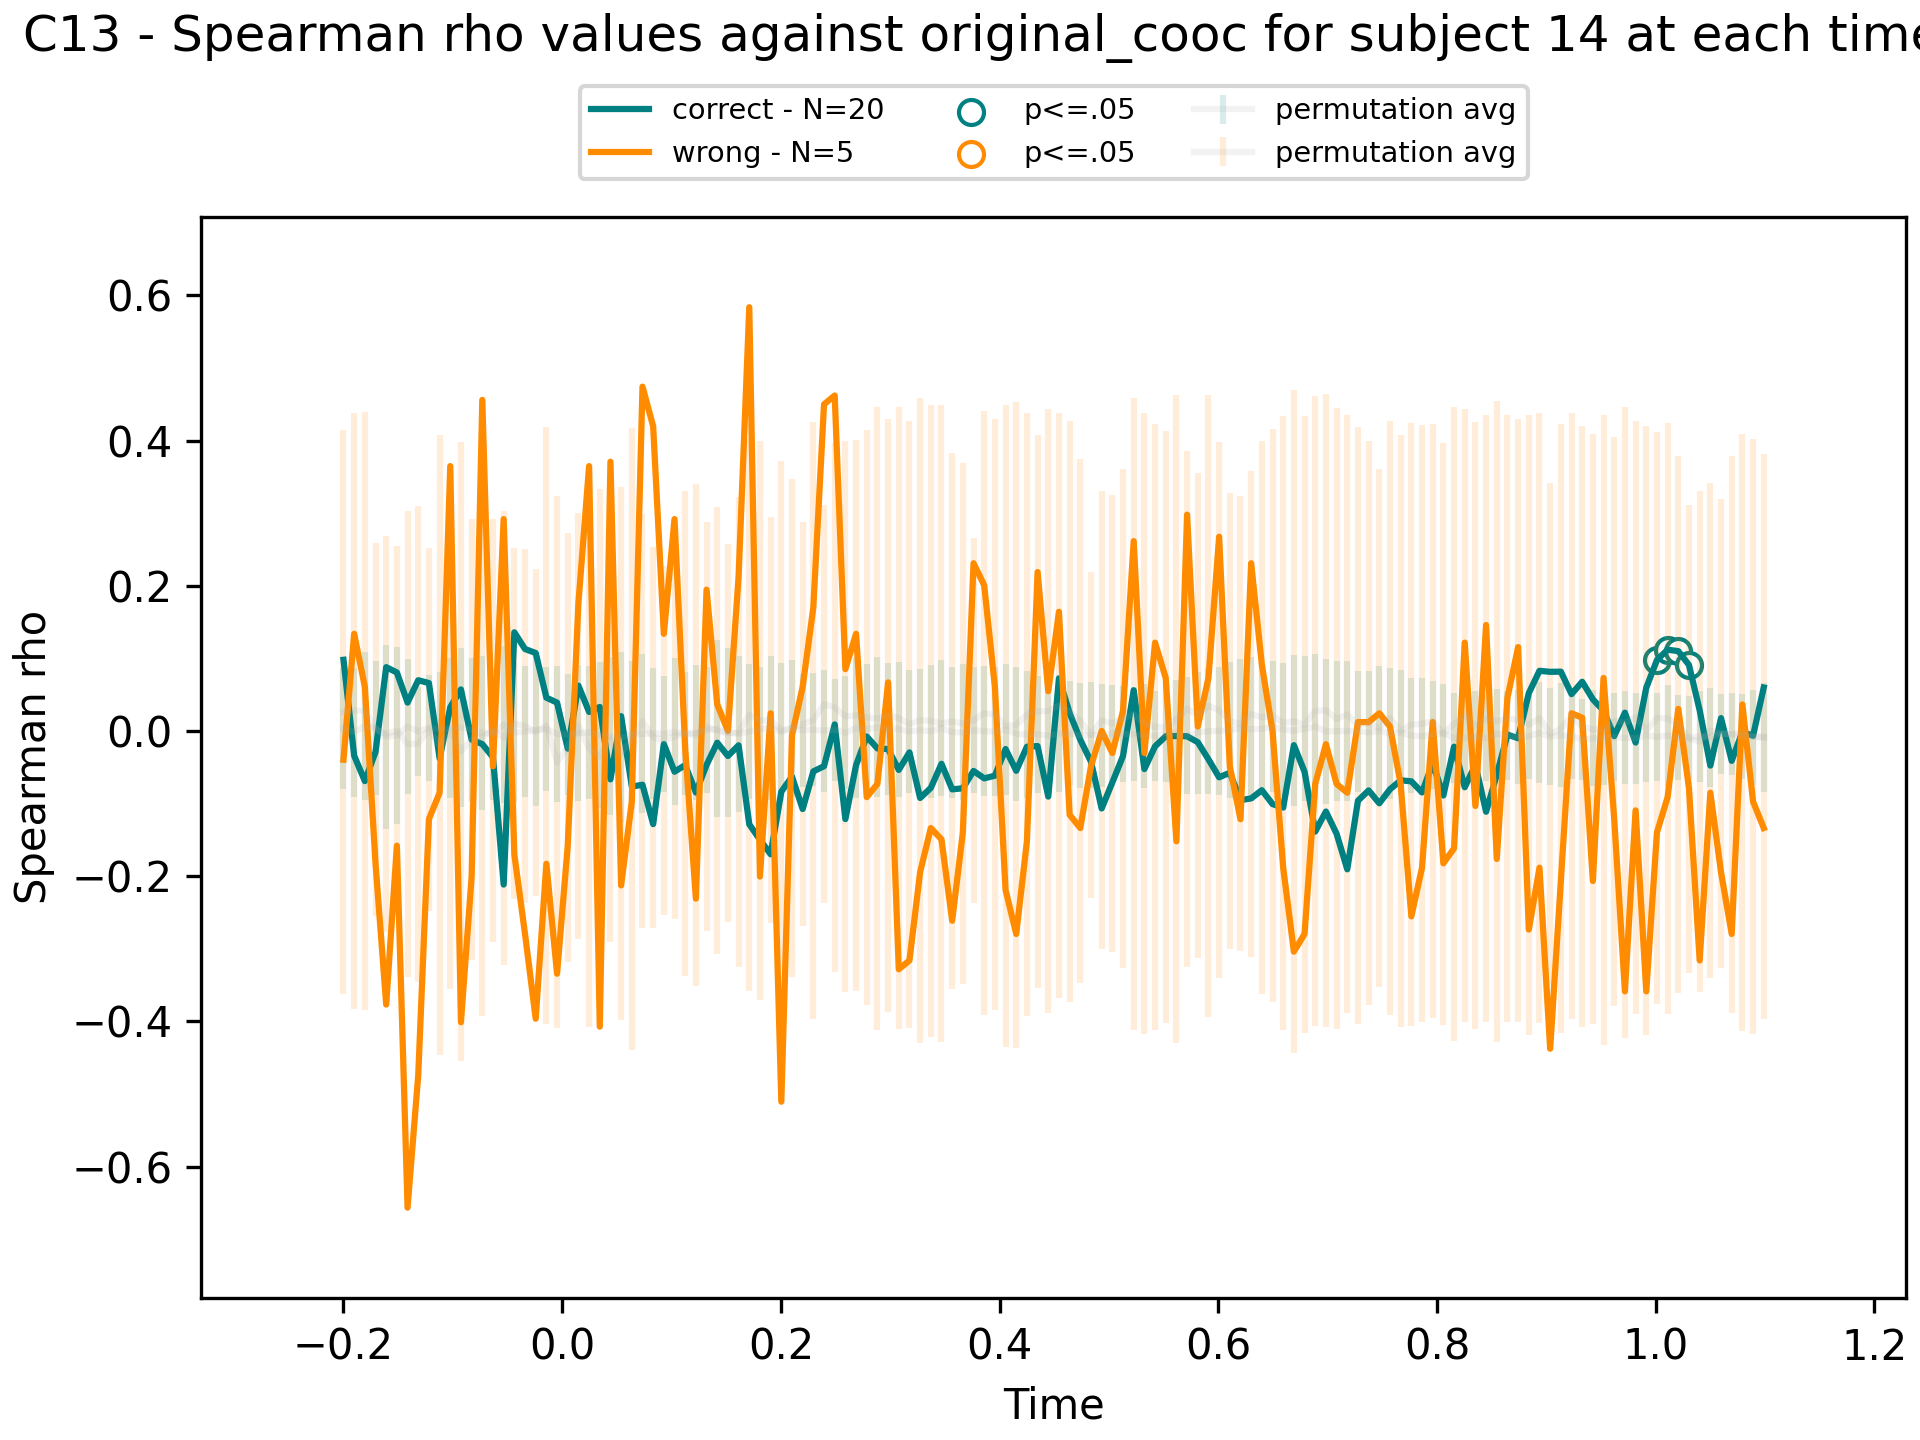 C13 - Spearman rho values against original_cooc for subject 14 at each time
correct - N=20 p<=.05 permutation avg
wrong - N=5 p<=.05 permutation avg
0.6
0.4
0.2
0.0
−0.2
−0.4
−0.6
Spearman rho
−0.2 0.0 0.2 0.4 0.6 0.8 1.0 1.2
Time